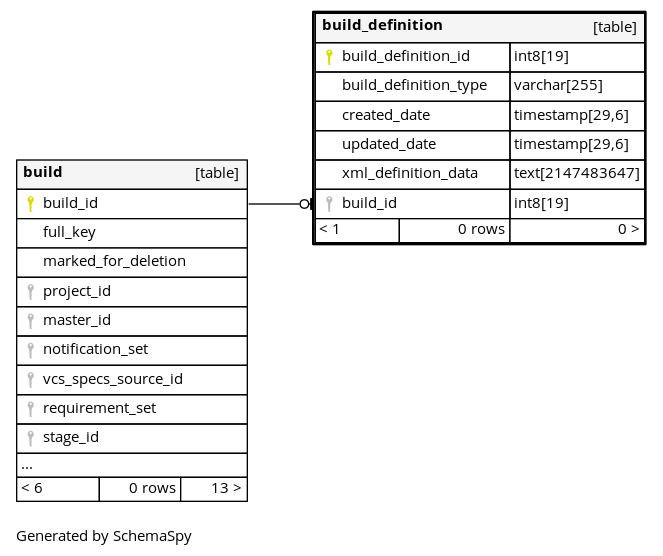 build_definition [table]
build_definition_id int8[19]
build_definition_type varchar[255]
created_date timestamp[29,6]
updated_date timestamp[29,6]
xml_definition_data text[2147483647]
build_id int8[19]
< 1 0 rows 0 >
build [table]
build_id
full_key
marked_for_deletion
project_id
master_id
notification_set
vcs_specs_source_id
requirement_set
stage_id
...
< 6 0 rows 13 >
Generated by SchemaSpy